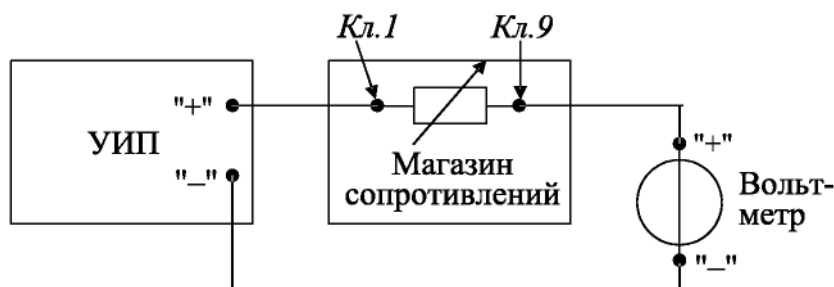 Кл.1
Кл.9
"+"
УИП
"_"
Магазин
сопротивлений
"+"
Вольт-
метр
"_"